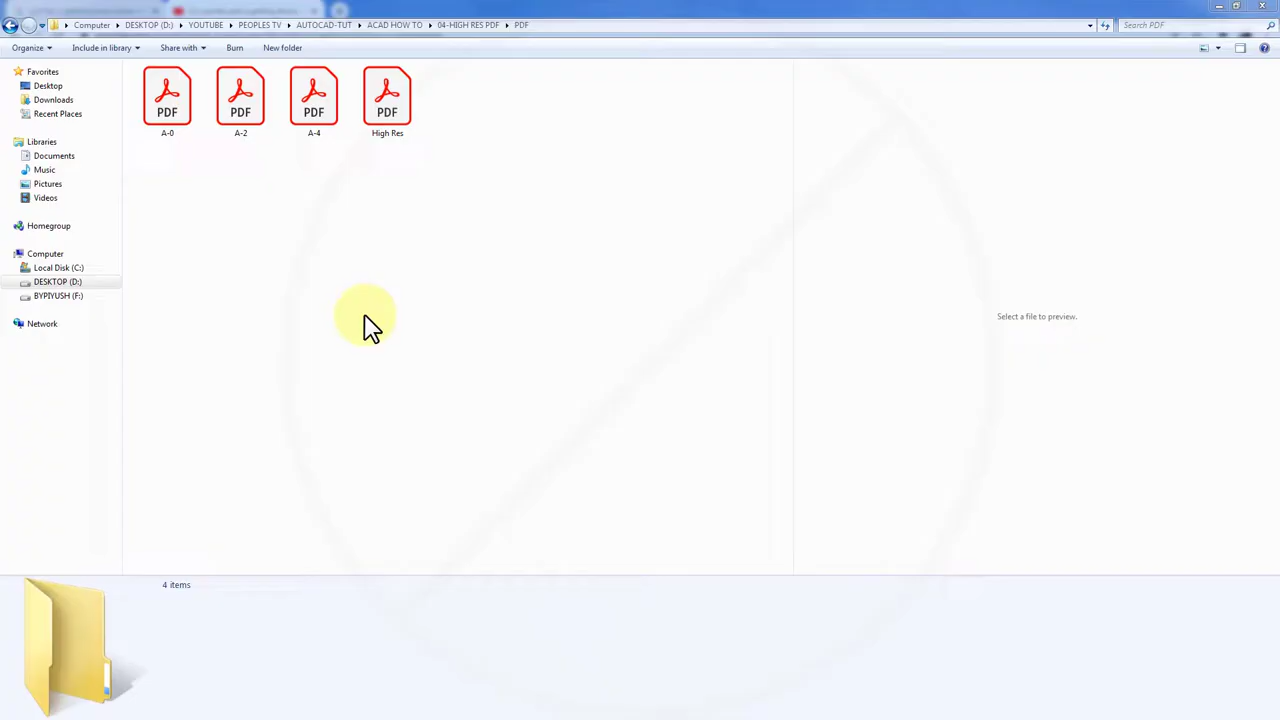 Computer DESKTOP (D:) YOUTUBE PEOPLES TV AUTOCAD-TUT ACAD HOW TO 04-HIGH RES PDF PDF Search PDF
Organize Include in library Share with Burn New folder
Favorites
Desktop
Downloads
Recent Places
Libraries
Documents
Music
Pictures
Videos
Homegroup
Computer
Local Disk (C:)
DESKTOP (D:)
BYPIYUSH (F:)
Network
PDF PDF PDF PDF
A-0 A-2 A-4 High Res
Select a file to preview.
4 items